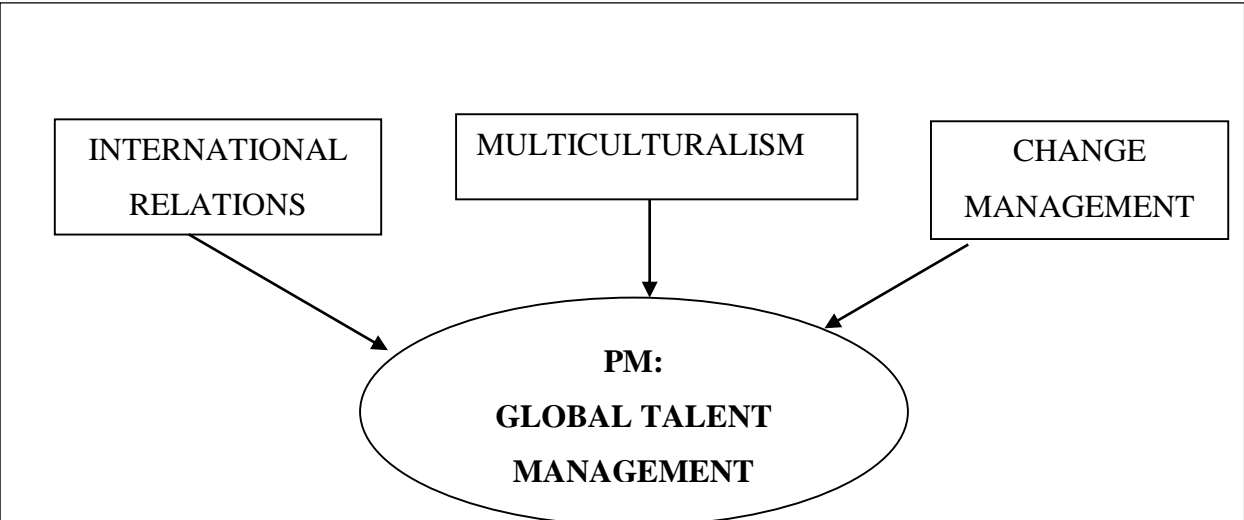 INTERNATIONAL
RELATIONS
MULTICULTURALISM
CHANGE
MANAGEMENT
PM:
GLOBAL TALENT
MANAGEMENT